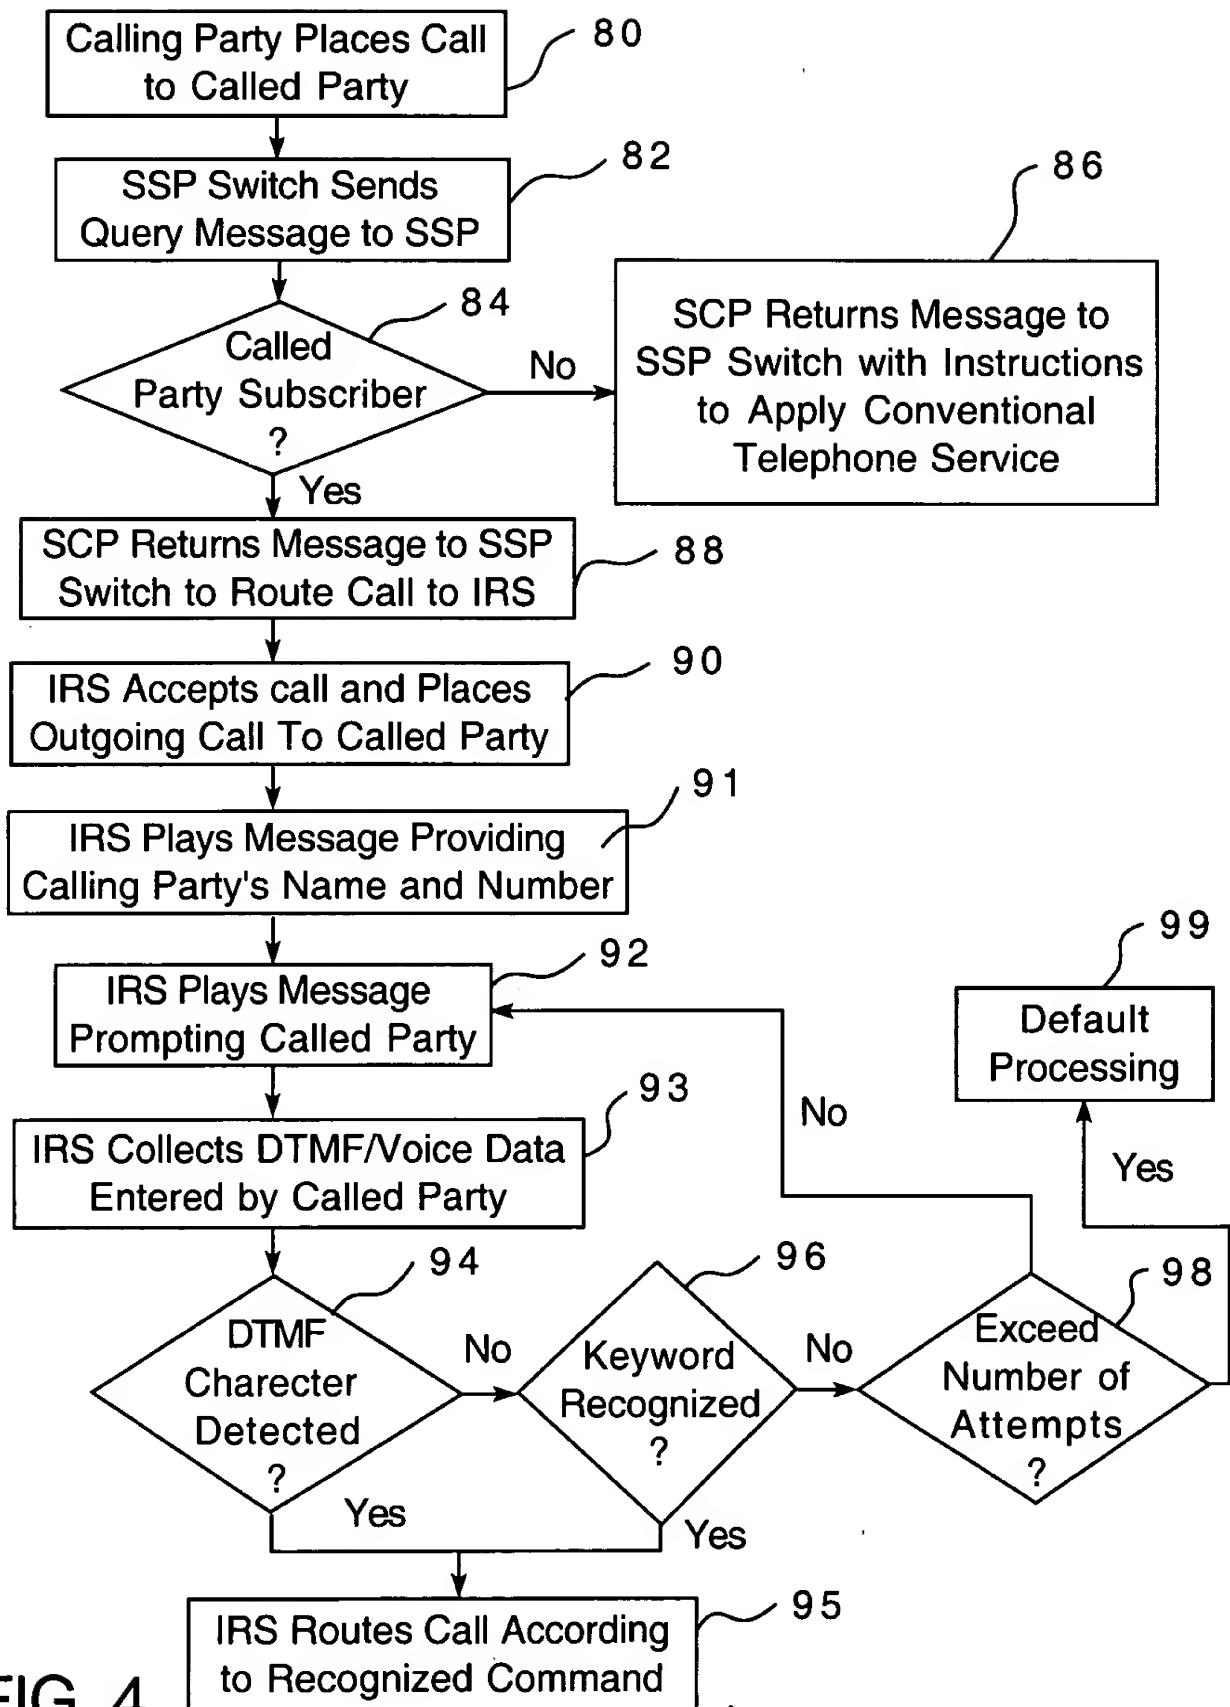 Calling Party Places Call
to Called Party
80
SSP Switch Sends
Query Message to SSP
82
Called
Party Subscriber
?
84
No
Yes
SCP Returns Message to
SSP Switch with Instructions
to Apply Conventional
Telephone Service
86
SCP Returns Message to SSP
Switch to Route Call to IRS
88
IRS Accepts call and Places
Outgoing Call To Called Party
90
IRS Plays Message Providing
Calling Party's Name and Number
91
IRS Plays Message
Prompting Called Party
92
IRS Collects DTMF/Voice Data
Entered by Called Party
93
DTMF
Charecter
Detected
?
94
No
Yes
Keyword
Recognized
?
96
No
Yes
Exceed
Number of
Attempts
?
98
No
Yes
Default
Processing
99
IRS Routes Call According
to Recognized Command
95
FIG. 4